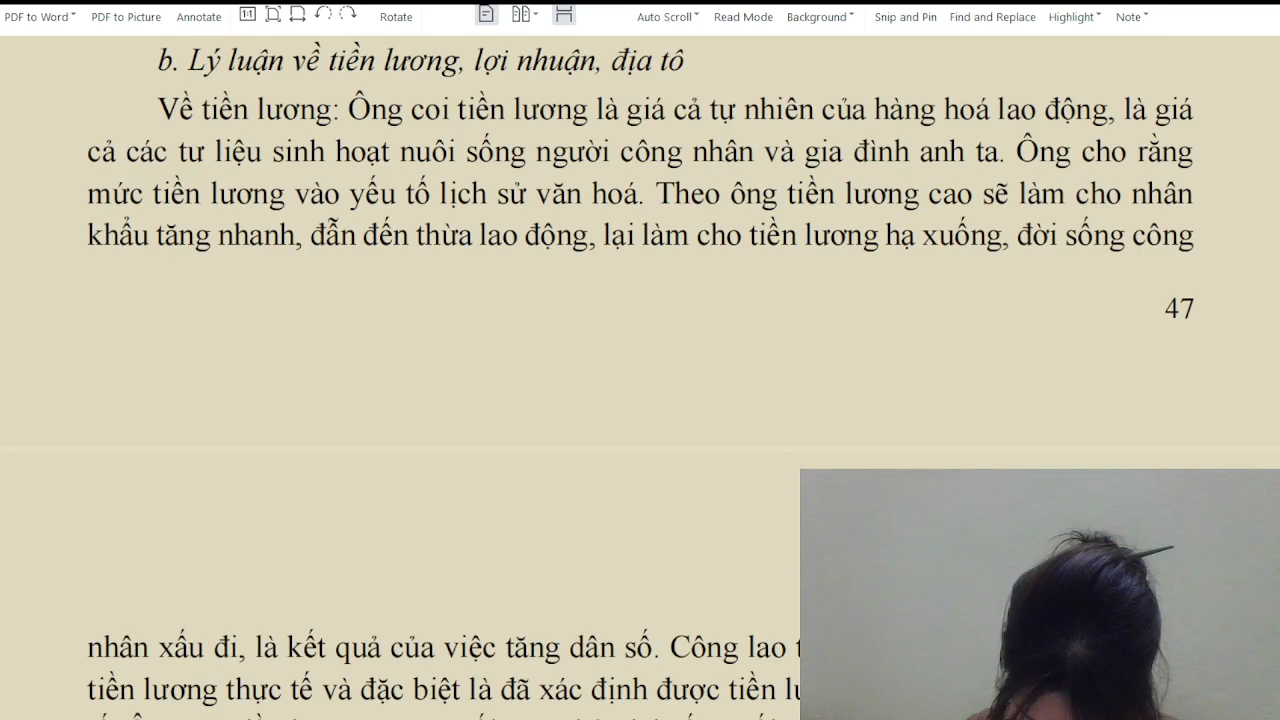 PDF to Word PDF to Picture Annotate 1:1 Rotate Auto Scroll Read Mode Background Snip and Pin Find and Replace Highlight Note
b. Lý luận về tiền lương, lợi nhuận, địa tô
Về tiền lương: Ông coi tiền lương là giá cả tự nhiên của hàng hoá lao động, là giá
cả các tư liệu sinh hoạt nuôi sống người công nhân và gia đình anh ta. Ông cho rằng
mức tiền lương vào yếu tố lịch sử văn hoá. Theo ông tiền lương cao sẽ làm cho nhân
khẩu tăng nhanh, đẫn đến thừa lao động, lại làm cho tiền lương hạ xuống, đời sống công
47
nhân xấu đi, là kết quả của việc tăng dân số. Công lao
tiền lương thực tế và đặc biệt là đã xác định được tiền